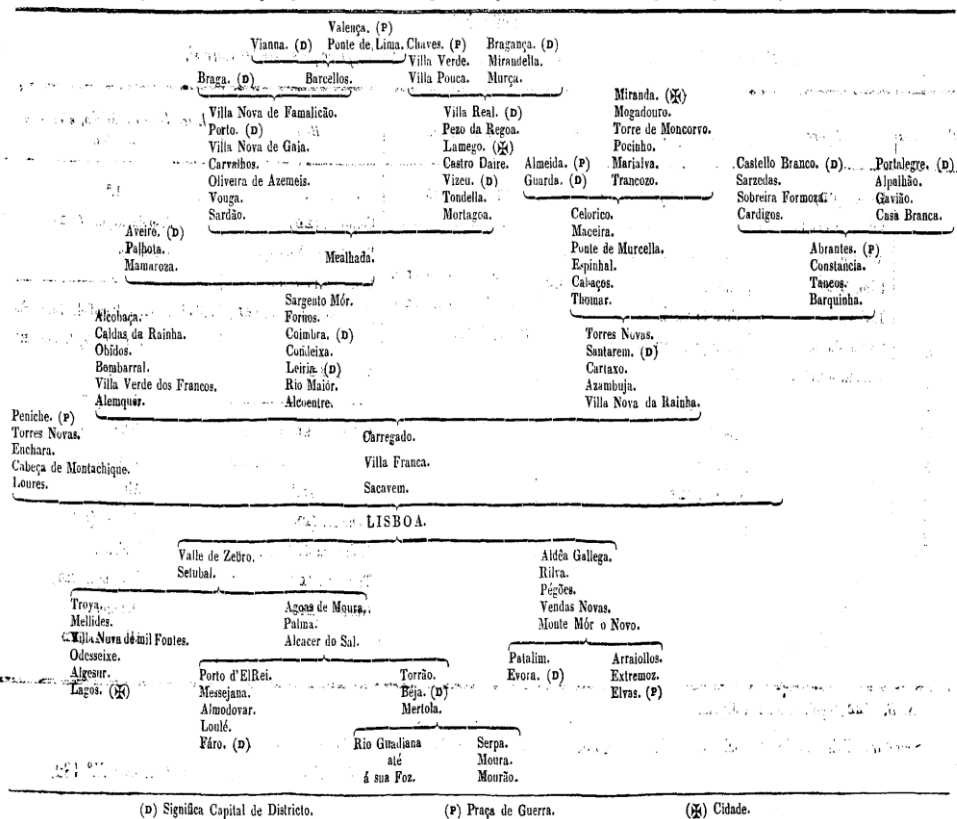 Valença. (P)
Vianna. (D) Ponte de Lima. Chaves. (P) Bragança. (D)
Villa Verde. Mirandella.
Braga. (D) Barcellos. Villa Pouca. Murça.
Miranda. (✠)
Villa Nova de Famalicão. Villa Real. (D) Mogadouro.
Porto. (D) Pezo da Regoa. Torre de Moncorvo.
Villa Nova de Gaia. Lamego. (✠) Pocinho.
Carvalhos. Castro Daire. Almeida. (P) Marialva. Castello Branco. (D) Portalegre. (D)
Oliveira de Azemeis. Vizeu. (D) Guarda. (D) Trancozo. Sarzedas. Alpalhão.
Vouga. Tondella. Sobreira Formoza. Gavião.
Sardão. Mortagoa. Celorico. Cardigos. Casa Branca.
Aveiro. (D) Maceira.
Palhota. Mealhada. Ponte de Murcella. Abrantes. (P)
Mamaroza. Espinhal. Constancia.
Cabaços. Tancos.
Sargento Mór. Thomar. Barquinha.
Alcobaça. Fornos.
Caldas da Rainha. Coimbra. (D) Torres Novas.
Obidos. Condeixa. Santarem. (D)
Bombarral. Leiria. (D) Cartaxo.
Villa Verde dos Francos. Rio Maiór. Azambuja.
Alemquer. Alcoentre. Villa Nova da Rainha.
Peniche. (P)
Torres Novas. Carregado.
Enchara.
Cabeça de Montachique. Villa Franca.
Loures.
Sacavem.
LISBOA.
Valle de Zebro. Aldêa Gallega.
Setubal. Rilva.
Pégões.
Troya. Agoas de Moura. Vendas Novas.
Mellides. Palma. Monte Mór o Novo.
Villa Nova de mil Fontes. Alcacer do Sal.
Odesseixe. Patalim. Arraiollos.
Algesur. Porto d'ElRei. Torrão. Evora. (D) Extremoz.
Lagos. (✠) Messejana. Béja. (D) Elvas. (P)
Almodovar. Mertola.
Loulé.
Fáro. (D) Rio Guadiana Serpa.
até Moura.
á sua Foz. Mourão.
(D) Significa Capital de Districto. (P) Praça de Guerra. (✠) Cidade.